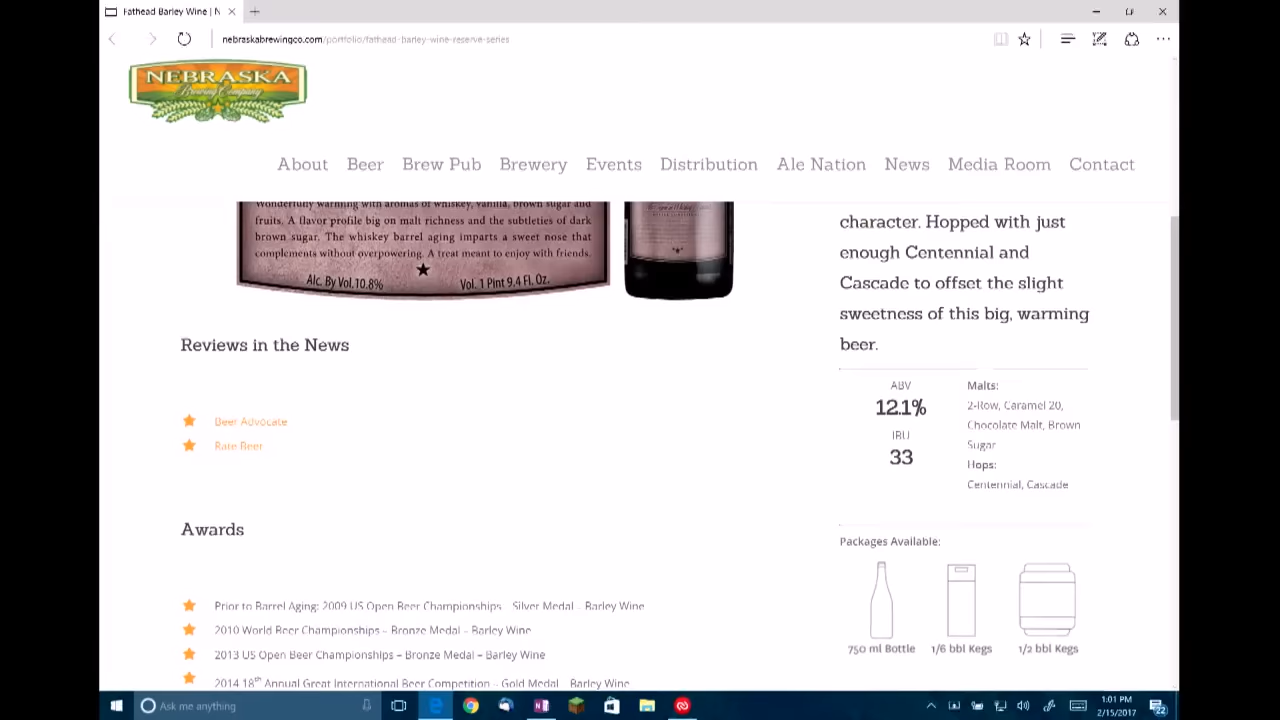 Fathead Barley Wine | N
nebraskabrewingco.com/portfolio/fathead-barley-wine-reserve-series
NEBRASKA
Brewing Company
About Beer Brew Pub Brewery Events Distribution Ale Nation News Media Room Contact
Wonderfully warming with aromas of whiskey, vanilla, brown sugar and
fruits. A flavor profile big on malt richness and the subtleties of dark
brown sugar. The whiskey barrel aging imparts a sweet nose that
complements without overpowering. A treat meant to enjoy with friends.
Alc. By Vol. 10.8% Vol. 1 Pint 9.4 Fl. Oz.
character. Hopped with just
enough Centennial and
Cascade to offset the slight
sweetness of this big, warming
beer.
Reviews in the News
Beer Advocate
Rare Beer
ABV
12.1%
IBU
33
Malts:
2-Row, Caramel 20,
Chocolate Malt, Brown
Sugar
Hops:
Centennial, Cascade
Awards
Prior to Barrel Aging: 2009 US Open Beer Championships – Silver Medal – Barley Wine
2010 World Beer Championships – Bronze Medal – Barley Wine
2013 US Open Beer Championships – Bronze Medal – Barley Wine
2014 18th Annual Great International Beer Competition – Gold Medal – Barley Wine
Packages Available:
750 ml Bottle 1/6 bbl Kegs 1/2 bbl Kegs
Ask me anything
1:01 PM
2/15/2017
22